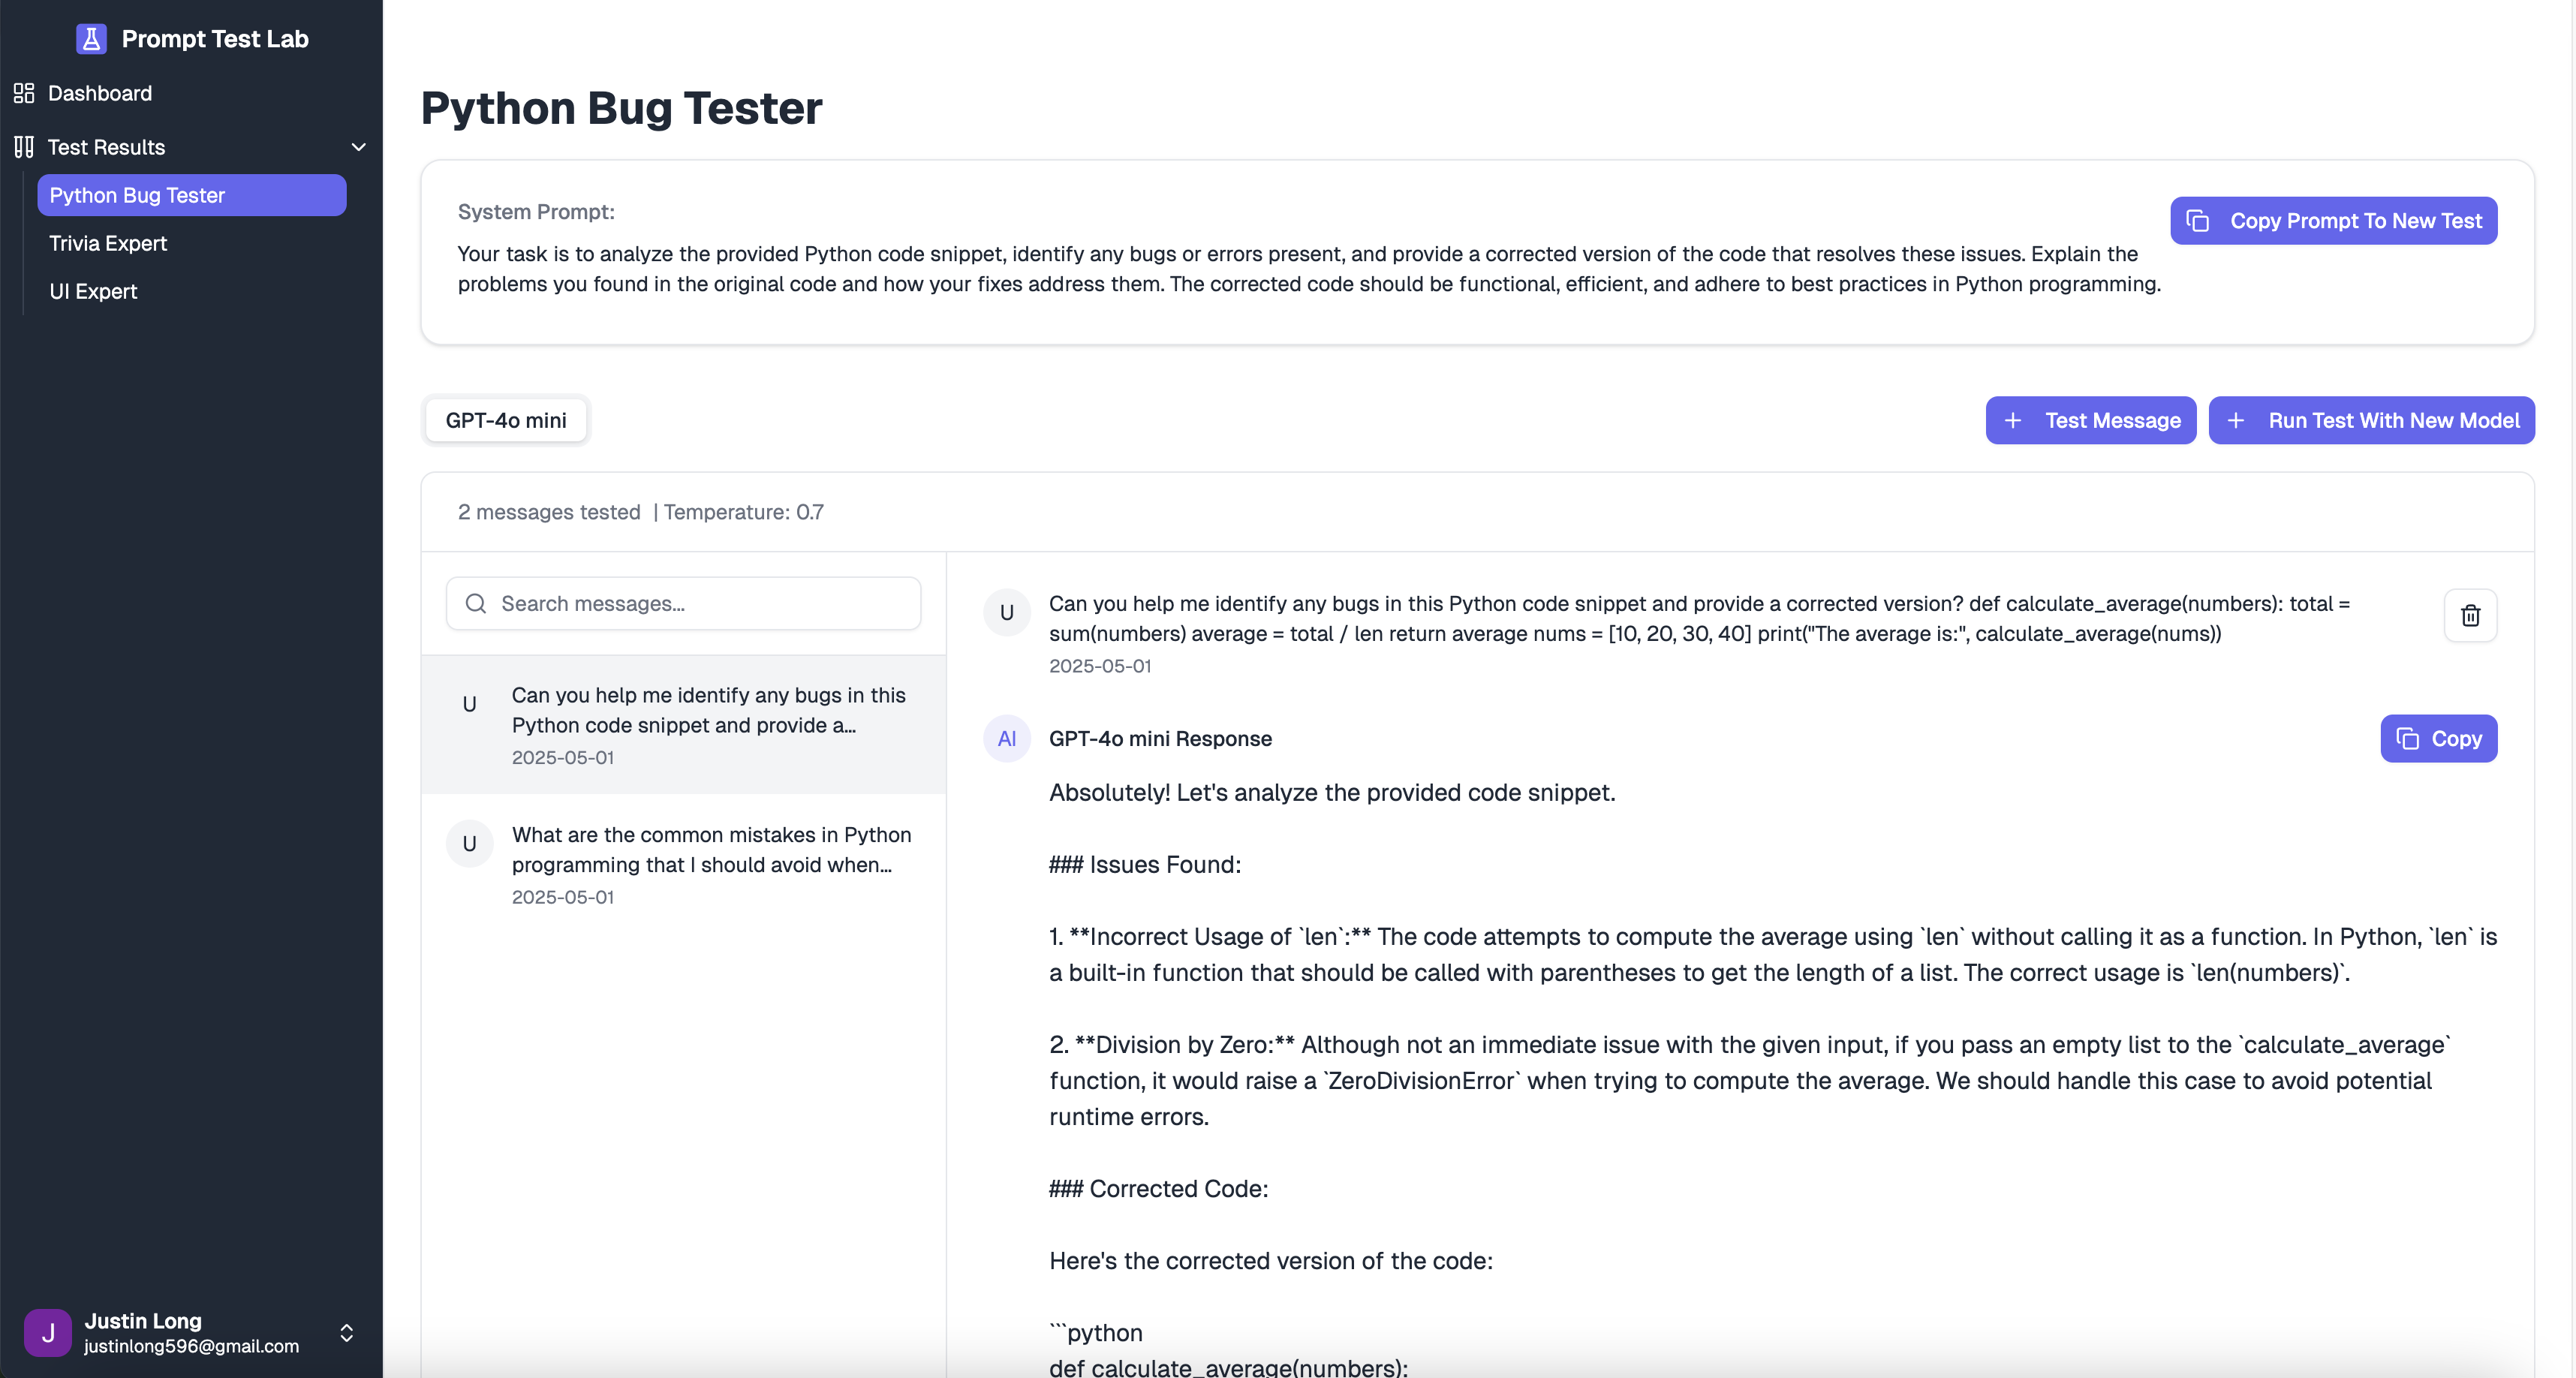 Prompt Test Lab
Dashboard
Test Results
Python Bug Tester
Trivia Expert
UI Expert
Justin Long
justinlong596@gmail.com
J
Python Bug Tester
System Prompt:
Your task is to analyze the provided Python code snippet, identify any bugs or errors present, and provide a corrected version of the code that resolves these issues. Explain the
problems you found in the original code and how your fixes address them. The corrected code should be functional, efficient, and adhere to best practices in Python programming.
Copy Prompt To New Test
GPT-4o mini
+ Test Message
+ Run Test With New Model
2 messages tested | Temperature: 0.7
Search messages...
U
Can you help me identify any bugs in this
Python code snippet and provide a...
2025-05-01
U
What are the common mistakes in Python
programming that I should avoid when...
2025-05-01
U
Can you help me identify any bugs in this Python code snippet and provide a corrected version? def calculate_average(numbers): total =
sum(numbers) average = total / len return average nums = [10, 20, 30, 40] print("The average is:", calculate_average(nums))
2025-05-01
AI
GPT-4o mini Response
Copy
Absolutely! Let's analyze the provided code snippet.
### Issues Found:
1. **Incorrect Usage of `len`:** The code attempts to compute the average using `len` without calling it as a function. In Python, `len` is
a built-in function that should be called with parentheses to get the length of a list. The correct usage is `len(numbers)`.
2. **Division by Zero:** Although not an immediate issue with the given input, if you pass an empty list to the `calculate_average`
function, it would raise a `ZeroDivisionError` when trying to compute the average. We should handle this case to avoid potential
runtime errors.
### Corrected Code:
Here's the corrected version of the code:
```python
def calculate_average(numbers):